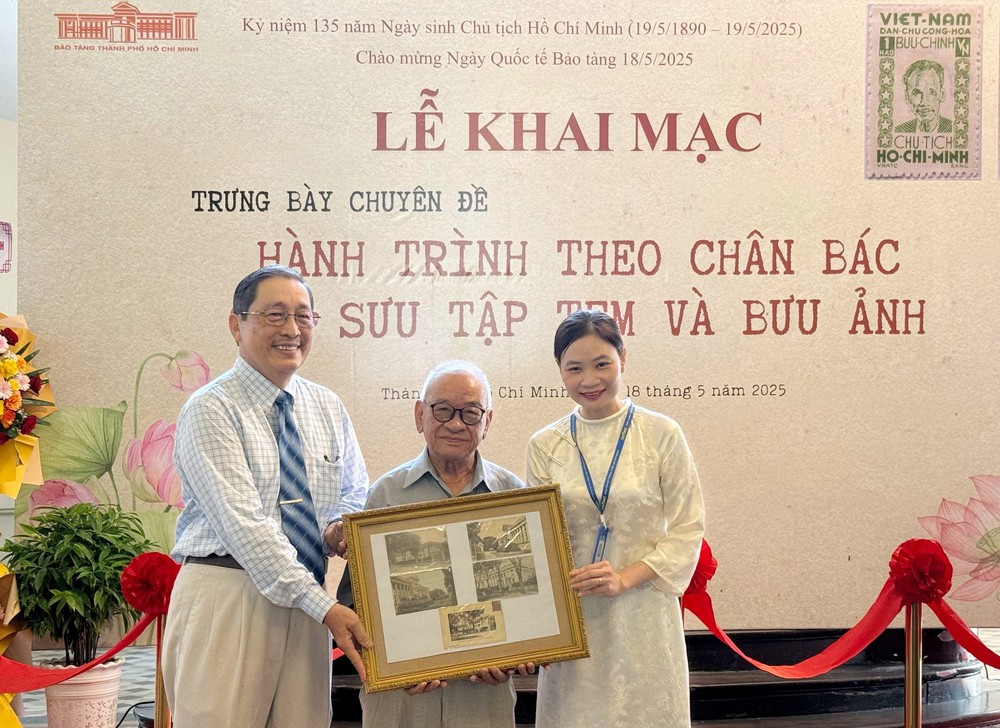 BẢO TÀNG THÀNH PHỐ HỒ CHÍ MINH
Kỷ niệm 135 năm Ngày sinh Chủ tịch Hồ Chí Minh (19/5/1890 – 19/5/2025)
Chào mừng Ngày Quốc tế Bảo tàng 18/5/2025
LỄ KHAI MẠC
TRƯNG BÀY CHUYÊN ĐỀ
HÀNH TRÌNH THEO CHÂN BÁC
SƯU TẬP TEM VÀ BƯU ẢNH
Chí Minh 18 tháng 5 năm 2025
VIET-NAM
DAN-CHU CONG-HOA
1 BUU-CHINH
CHU-TICH
HO-CHI-MINH